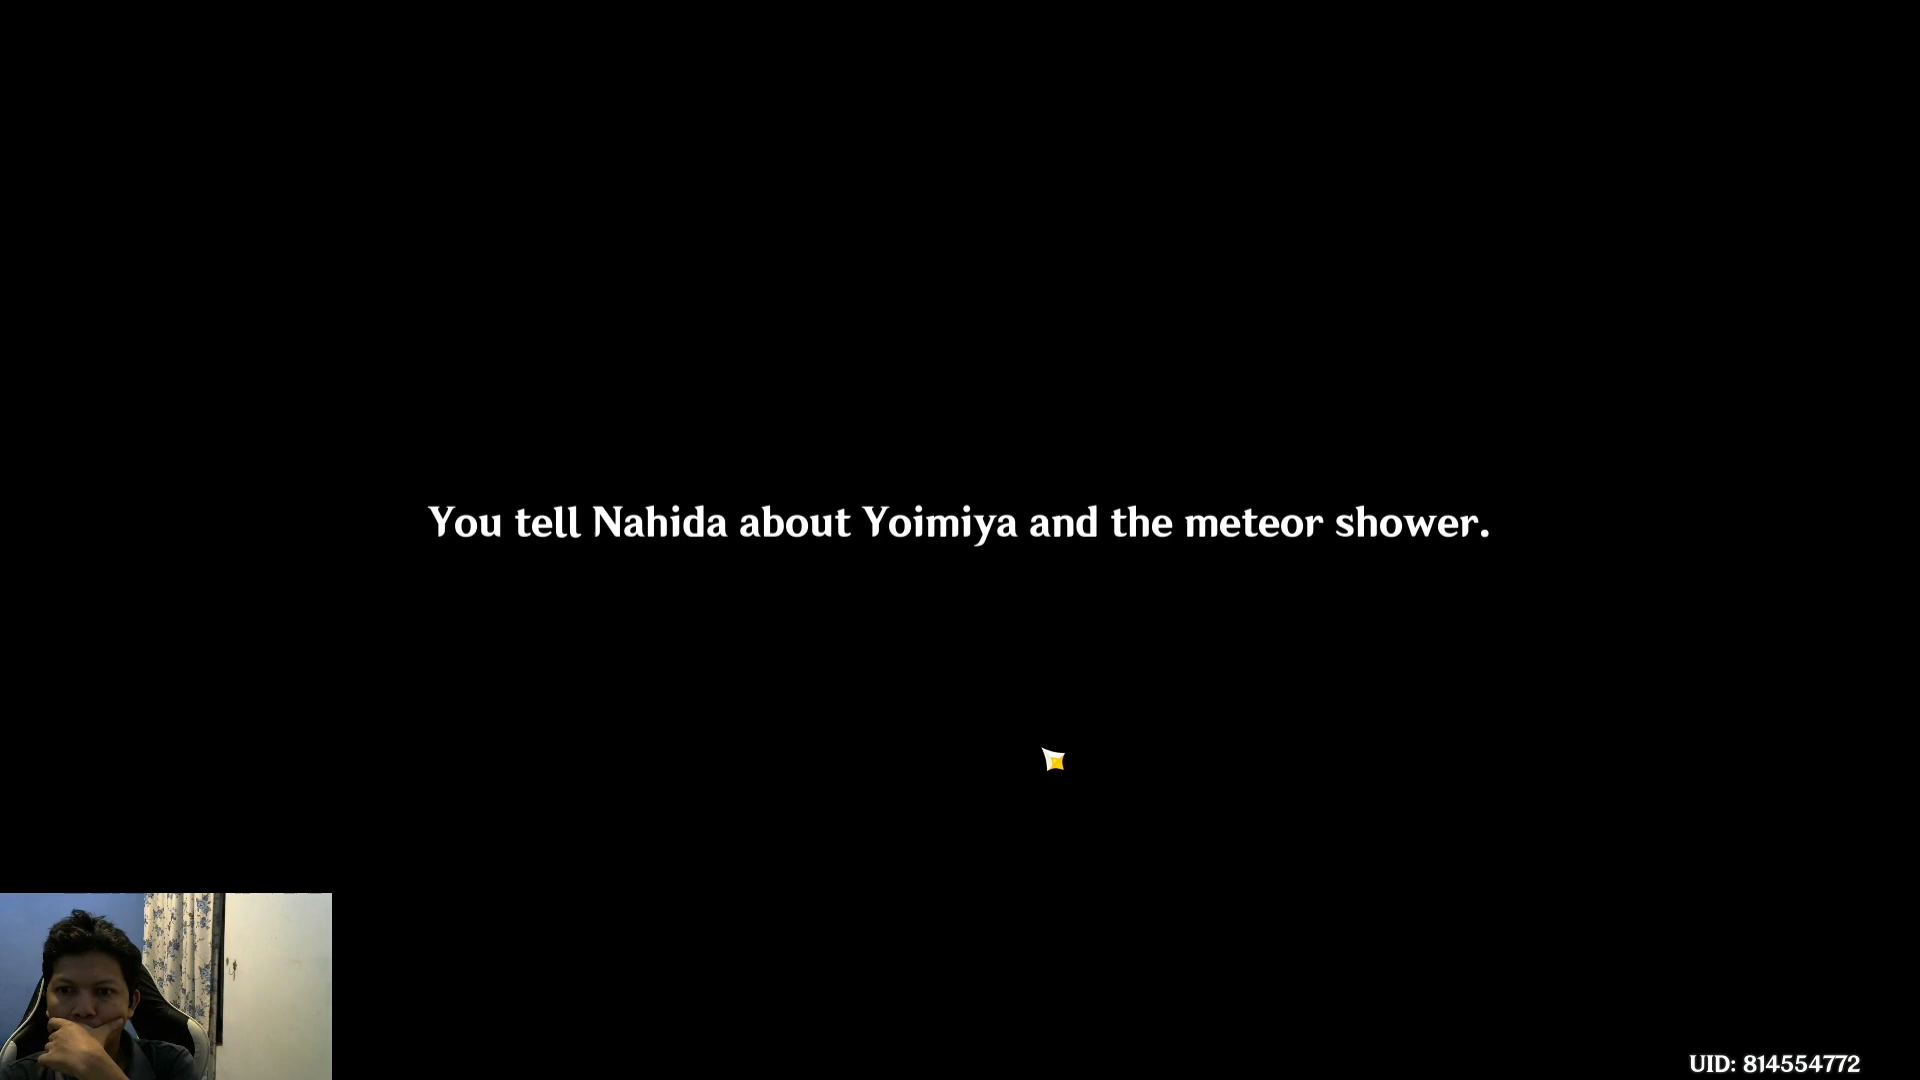 You tell Nahida about Yoimiya and the meteor shower.
UID: 814554772